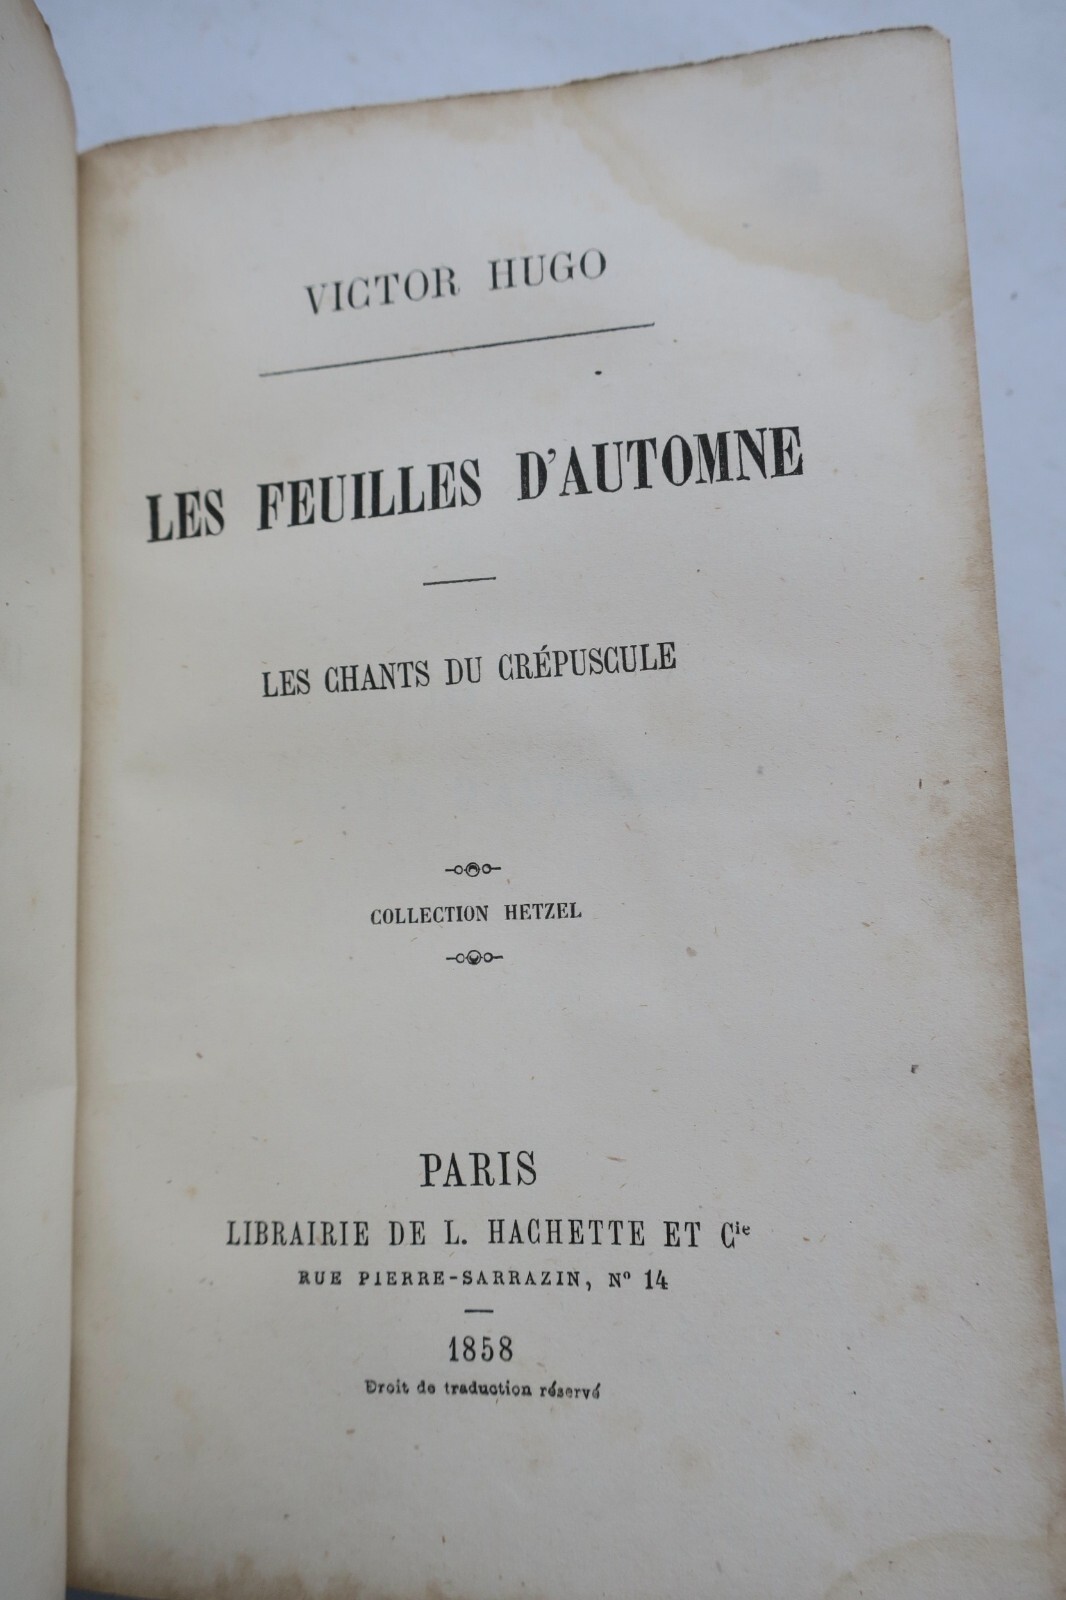 VICTOR HUGO
LES FEUILLES D'AUTOMNE
LES CHANTS DU CRÉPUSCULE
COLLECTION HETZEL
PARIS
LIBRAIRIE DE L. HACHETTE ET Cie
RUE PIERRE-SARRAZIN, No 14
1858
Droit de traduction réservé